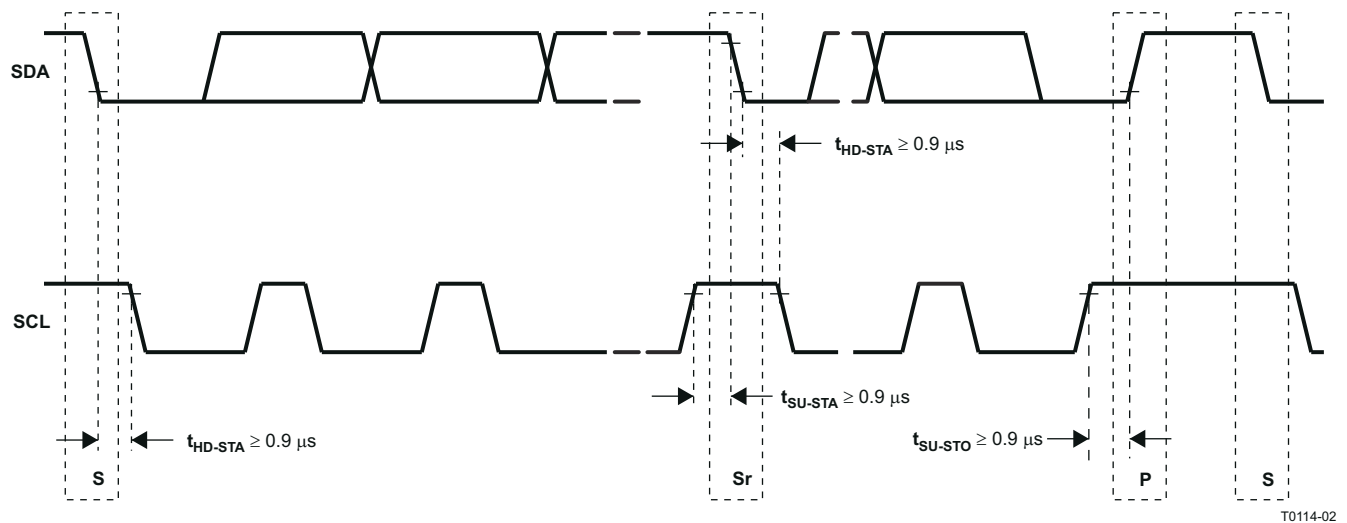 SDA
t_HD-STA ≥ 0.9 μs
SCL
t_SU-STA ≥ 0.9 μs
t_HD-STA ≥ 0.9 μs
t_SU-STO ≥ 0.9 μs
S
Sr
P
S
T0114-02